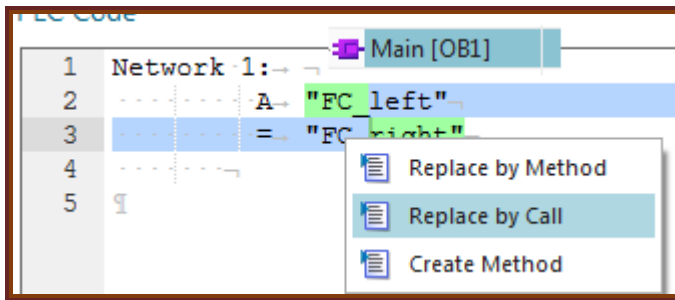 PLC Code
Main [OB1]
1 Network 1:
2 A "FC_left"
3 = "FC_right"
4
5
Replace by Method
Replace by Call
Create Method